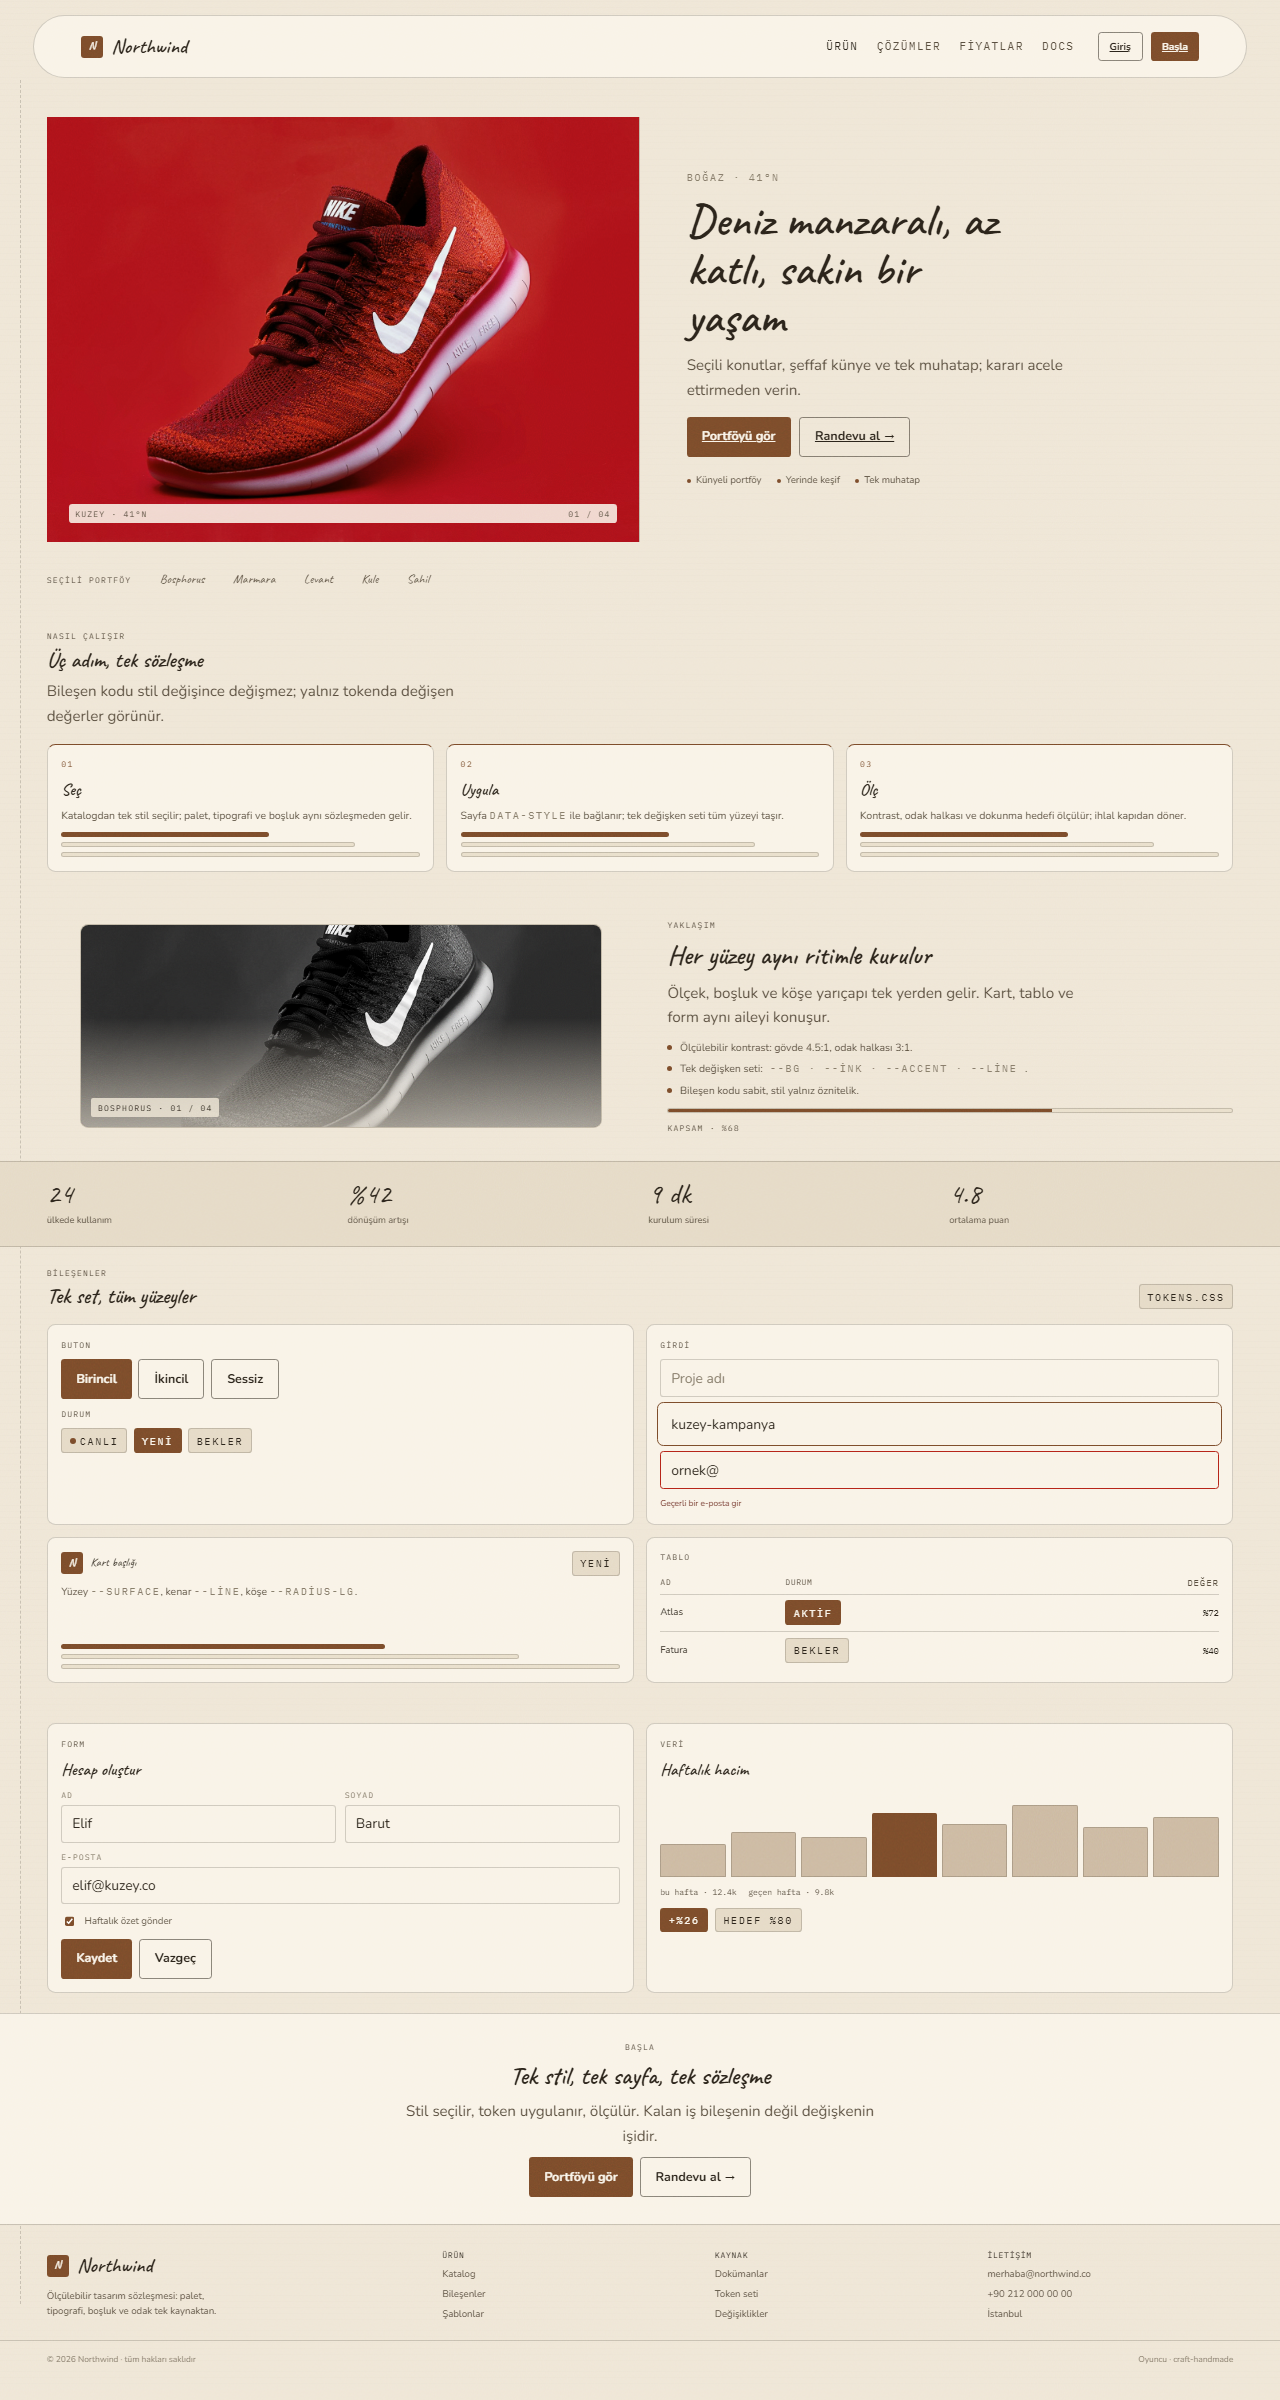 N Northwind
ÜRÜN ÇÖZÜMLER FİYATLAR DOCS Giriş Başla
NIKE
NIKE FREE
KUZEY · 41°N 01 / 04
BOĞAZ · 41°N
Deniz manzaralı, az
katlı, sakin bir
yaşam
Seçili konutlar, şeffaf künye ve tek muhatap; kararı acele
ettirmeden verin.
Portföyü gör Randevu al →
Künyeli portföy Yerinde keşif Tek muhatap
SEÇİLİ PORTFÖY Bosphorus Marmara Levant Kule Sahil
NASIL ÇALIŞIR
Üç adım, tek sözleşme
Bileşen kodu stil değişince değişmez; yalnız tokenda değişen
değerler görünür.
01
Seç
Katalogdan tek stil seçilir; palet, tipografi ve boşluk aynı sözleşmeden gelir.
02
Uygula
Sayfa DATA-STYLE ile bağlanır; tek değişken seti tüm yüzeyi taşır.
03
Ölç
Kontrast, odak halkası ve dokunma hedefi ölçülür; ihlal kapıdan döner.
NIKE
NIKE FREE
BOSPHORUS · 01 / 04
YAKLAŞIM
Her yüzey aynı ritimle kurulur
Ölçek, boşluk ve köşe yarıçapı tek yerden gelir. Kart, tablo ve
form aynı aileyi konuşur.
Ölçülebilir kontrast: gövde 4.5:1, odak halkası 3:1.
Tek değişken seti: --BG · --İNK · --ACCENT · --LİNE .
Bileşen kodu sabit, stil yalnız öznitelik.
KAPSAM · %68
24
ülkede kullanım
%42
dönüşüm artışı
9 dk
kurulum süresi
4.8
ortalama puan
BİLEŞENLER
Tek set, tüm yüzeyler
TOKENS.CSS
BUTON
Birincil İkincil Sessiz
DURUM
CANLI YENİ BEKLER
GİRDİ
Proje adı
kuzey-kampanya
ornek@
Geçerli bir e-posta gir
N Kart başlığı YENİ
Yüzey --SURFACE, kenar --LİNE, köşe --RADİUS-LG.
TABLO
AD DURUM DEĞER
Atlas AKTİF %72
Fatura BEKLER %40
FORM
Hesap oluştur
AD SOYAD
Elif Barut
E-POSTA
elif@kuzey.co
Haftalık özet gönder
Kaydet Vazgeç
VERİ
Haftalık hacim
bu hafta · 12.4k geçen hafta · 9.8k
+%26 HEDEF %80
BAŞLA
Tek stil, tek sayfa, tek sözleşme
Stil seçilir, token uygulanır, ölçülür. Kalan iş bileşenin değil değişkenin
işidir.
Portföyü gör Randevu al →
N Northwind
Ölçülebilir tasarım sözleşmesi: palet,
tipografi, boşluk ve odak tek kaynaktan.
ÜRÜN
Katalog
Bileşenler
Şablonlar
KAYNAK
Dokümanlar
Token seti
Değişiklikler
İLETİŞİM
merhaba@northwind.co
+90 212 000 00 00
İstanbul
© 2026 Northwind · tüm hakları saklıdır Oyuncu · craft-handmade